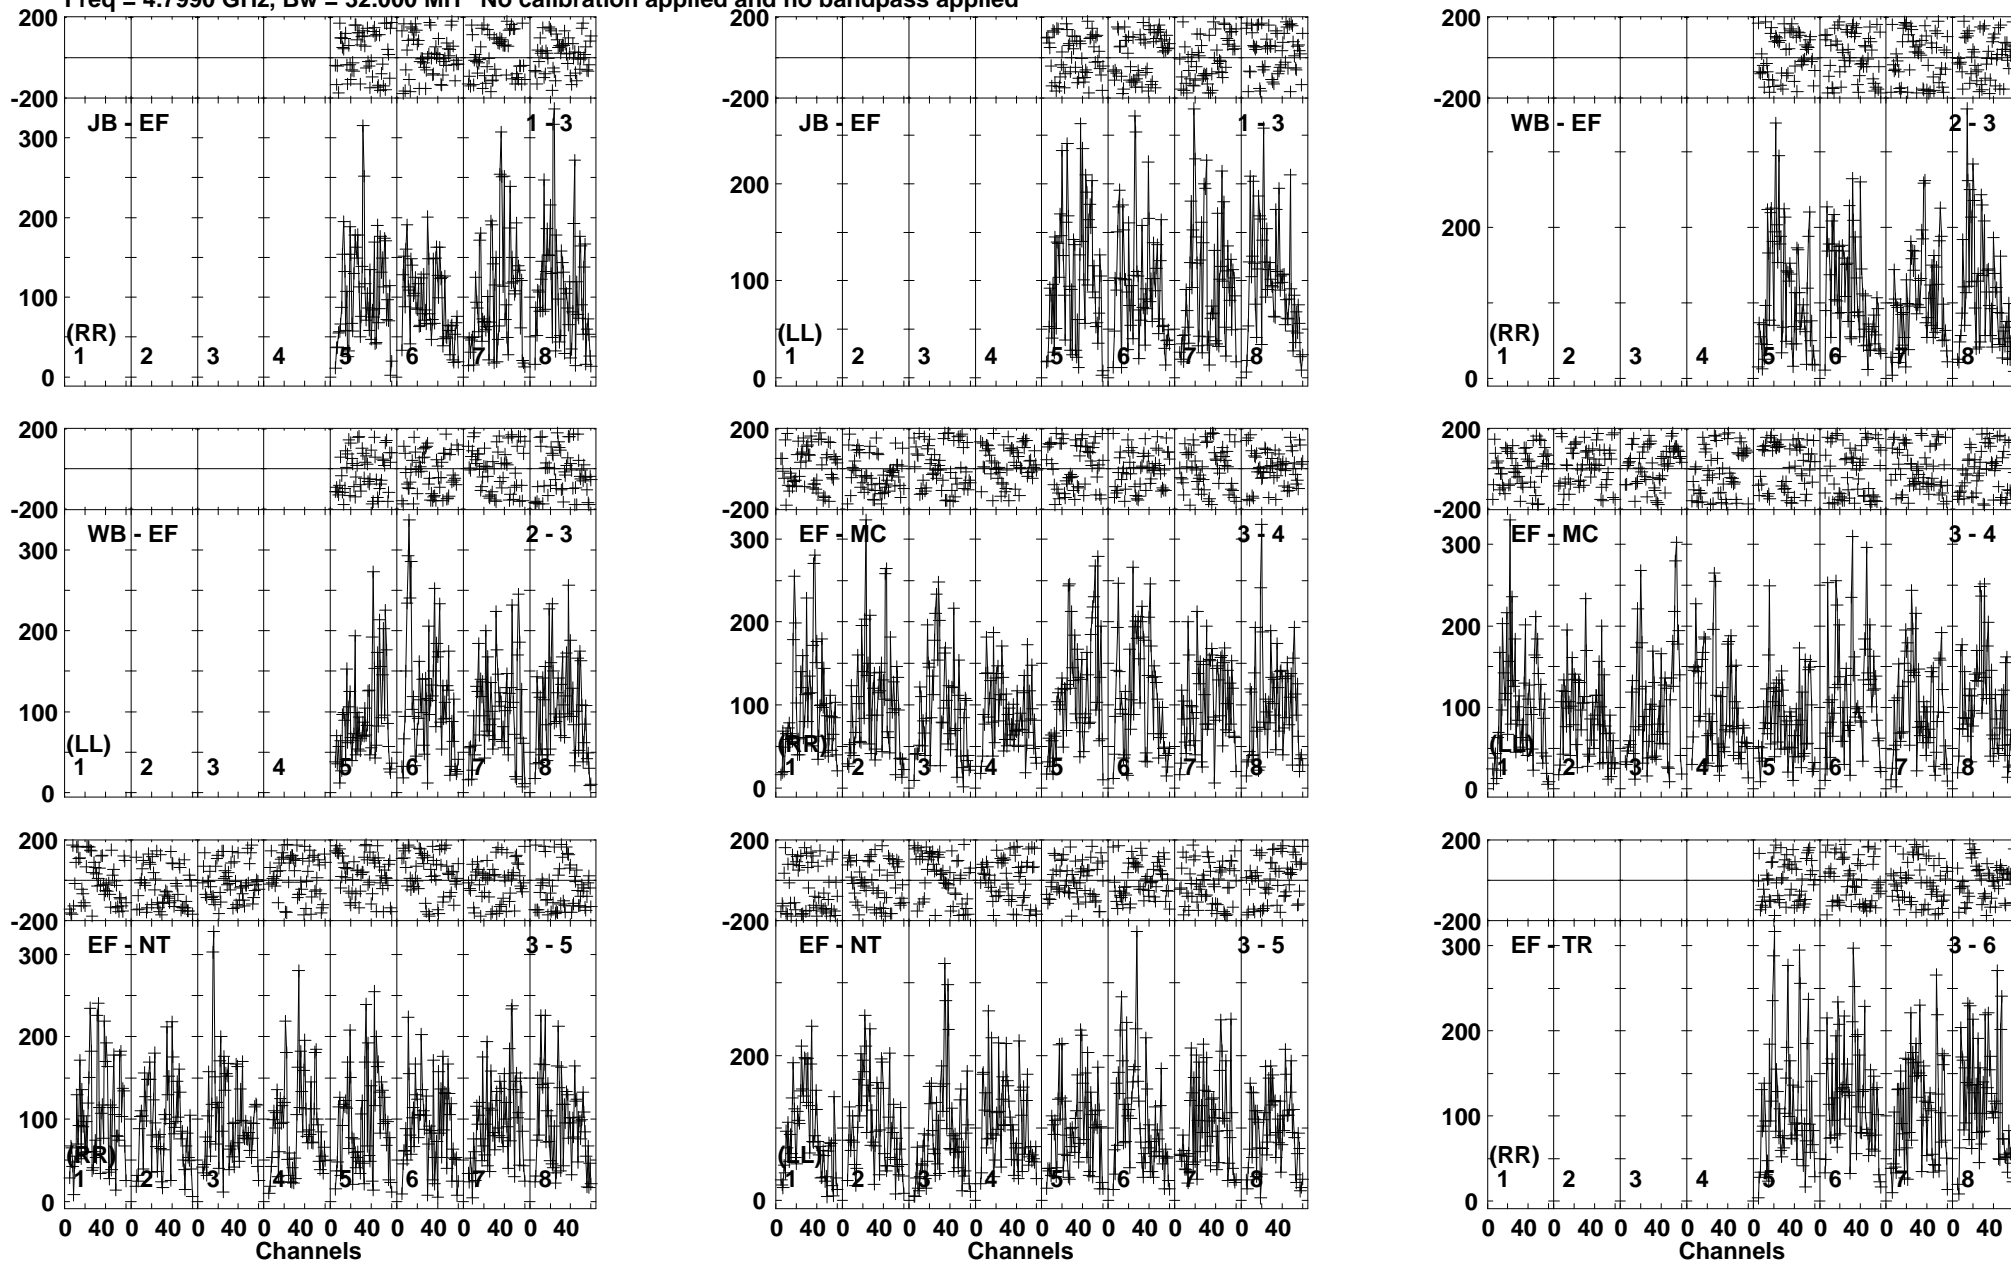 Freq = 4.7990 GHz, Bw = 32.000 MH No calibration applied and no bandpass applied
200 200 200
-200 -200 -200
JB - EF 1 - 3 JB - EF 1 - 3 WB - EF 2 - 3
300
200 200 200
100 100
(RR) (LL) (RR)
1 2 3 4 5 6 7 8 1 2 3 4 5 6 7 8 1 2 3 4 5 6 7 8
0 0 0
200 200 200
-200 -200 -200
WB - EF 2 - 3 EF - MC 3 - 4 EF - MC 3 - 4
300 300 300
200 200 200
100 100 100
(LL) (RR) (LL)
1 2 3 4 5 6 7 8 1 2 3 4 5 6 7 8 1 2 3 4 5 6 7 8
0 0 0
200 200 200
-200 -200 -200
EF - NT 3 - 5 EF - NT 3 - 5 EF - TR 3 - 6
300 300
200 200 200
100 100
(RR) (LL) (RR)
1 2 3 4 5 6 7 8 1 2 3 4 5 6 7 8 1 2 3 4 5 6 7 8
0 0 0
0 40 0 40 0 40 0 40 0 40 0 40 0 40 0 40 0 40 0 40 0 40 0 40 0 40 0 40 0 40 0 40 0 40 0 40 0 40 0 40 0 40 0 40 0 40 0 40
Channels Channels Channels